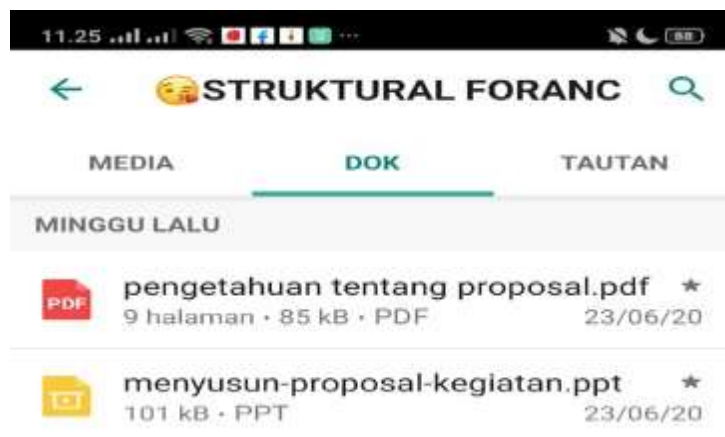 11.25 ... 88
← 😘STRUKTURAL FORANC
MEDIA DOK TAUTAN
MINGGU LALU
PDF pengetahuan tentang proposal.pdf ★
9 halaman · 85 kB · PDF 23/06/20
menyusun-proposal-kegiatan.ppt ★
101 kB · PPT 23/06/20